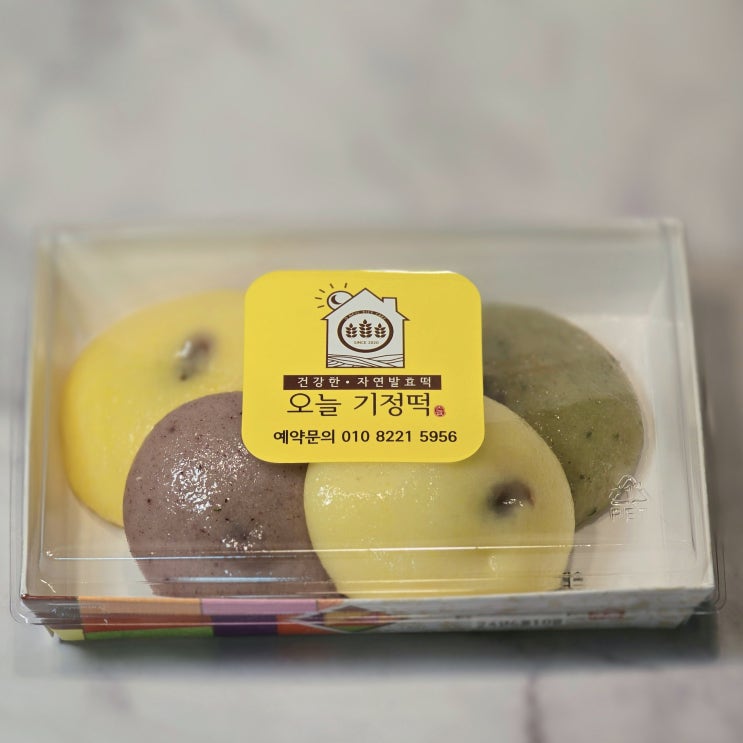 SINCE 2020
건강한 · 자연발효떡
오늘 기정떡
예약문의 010 8221 5956
PET